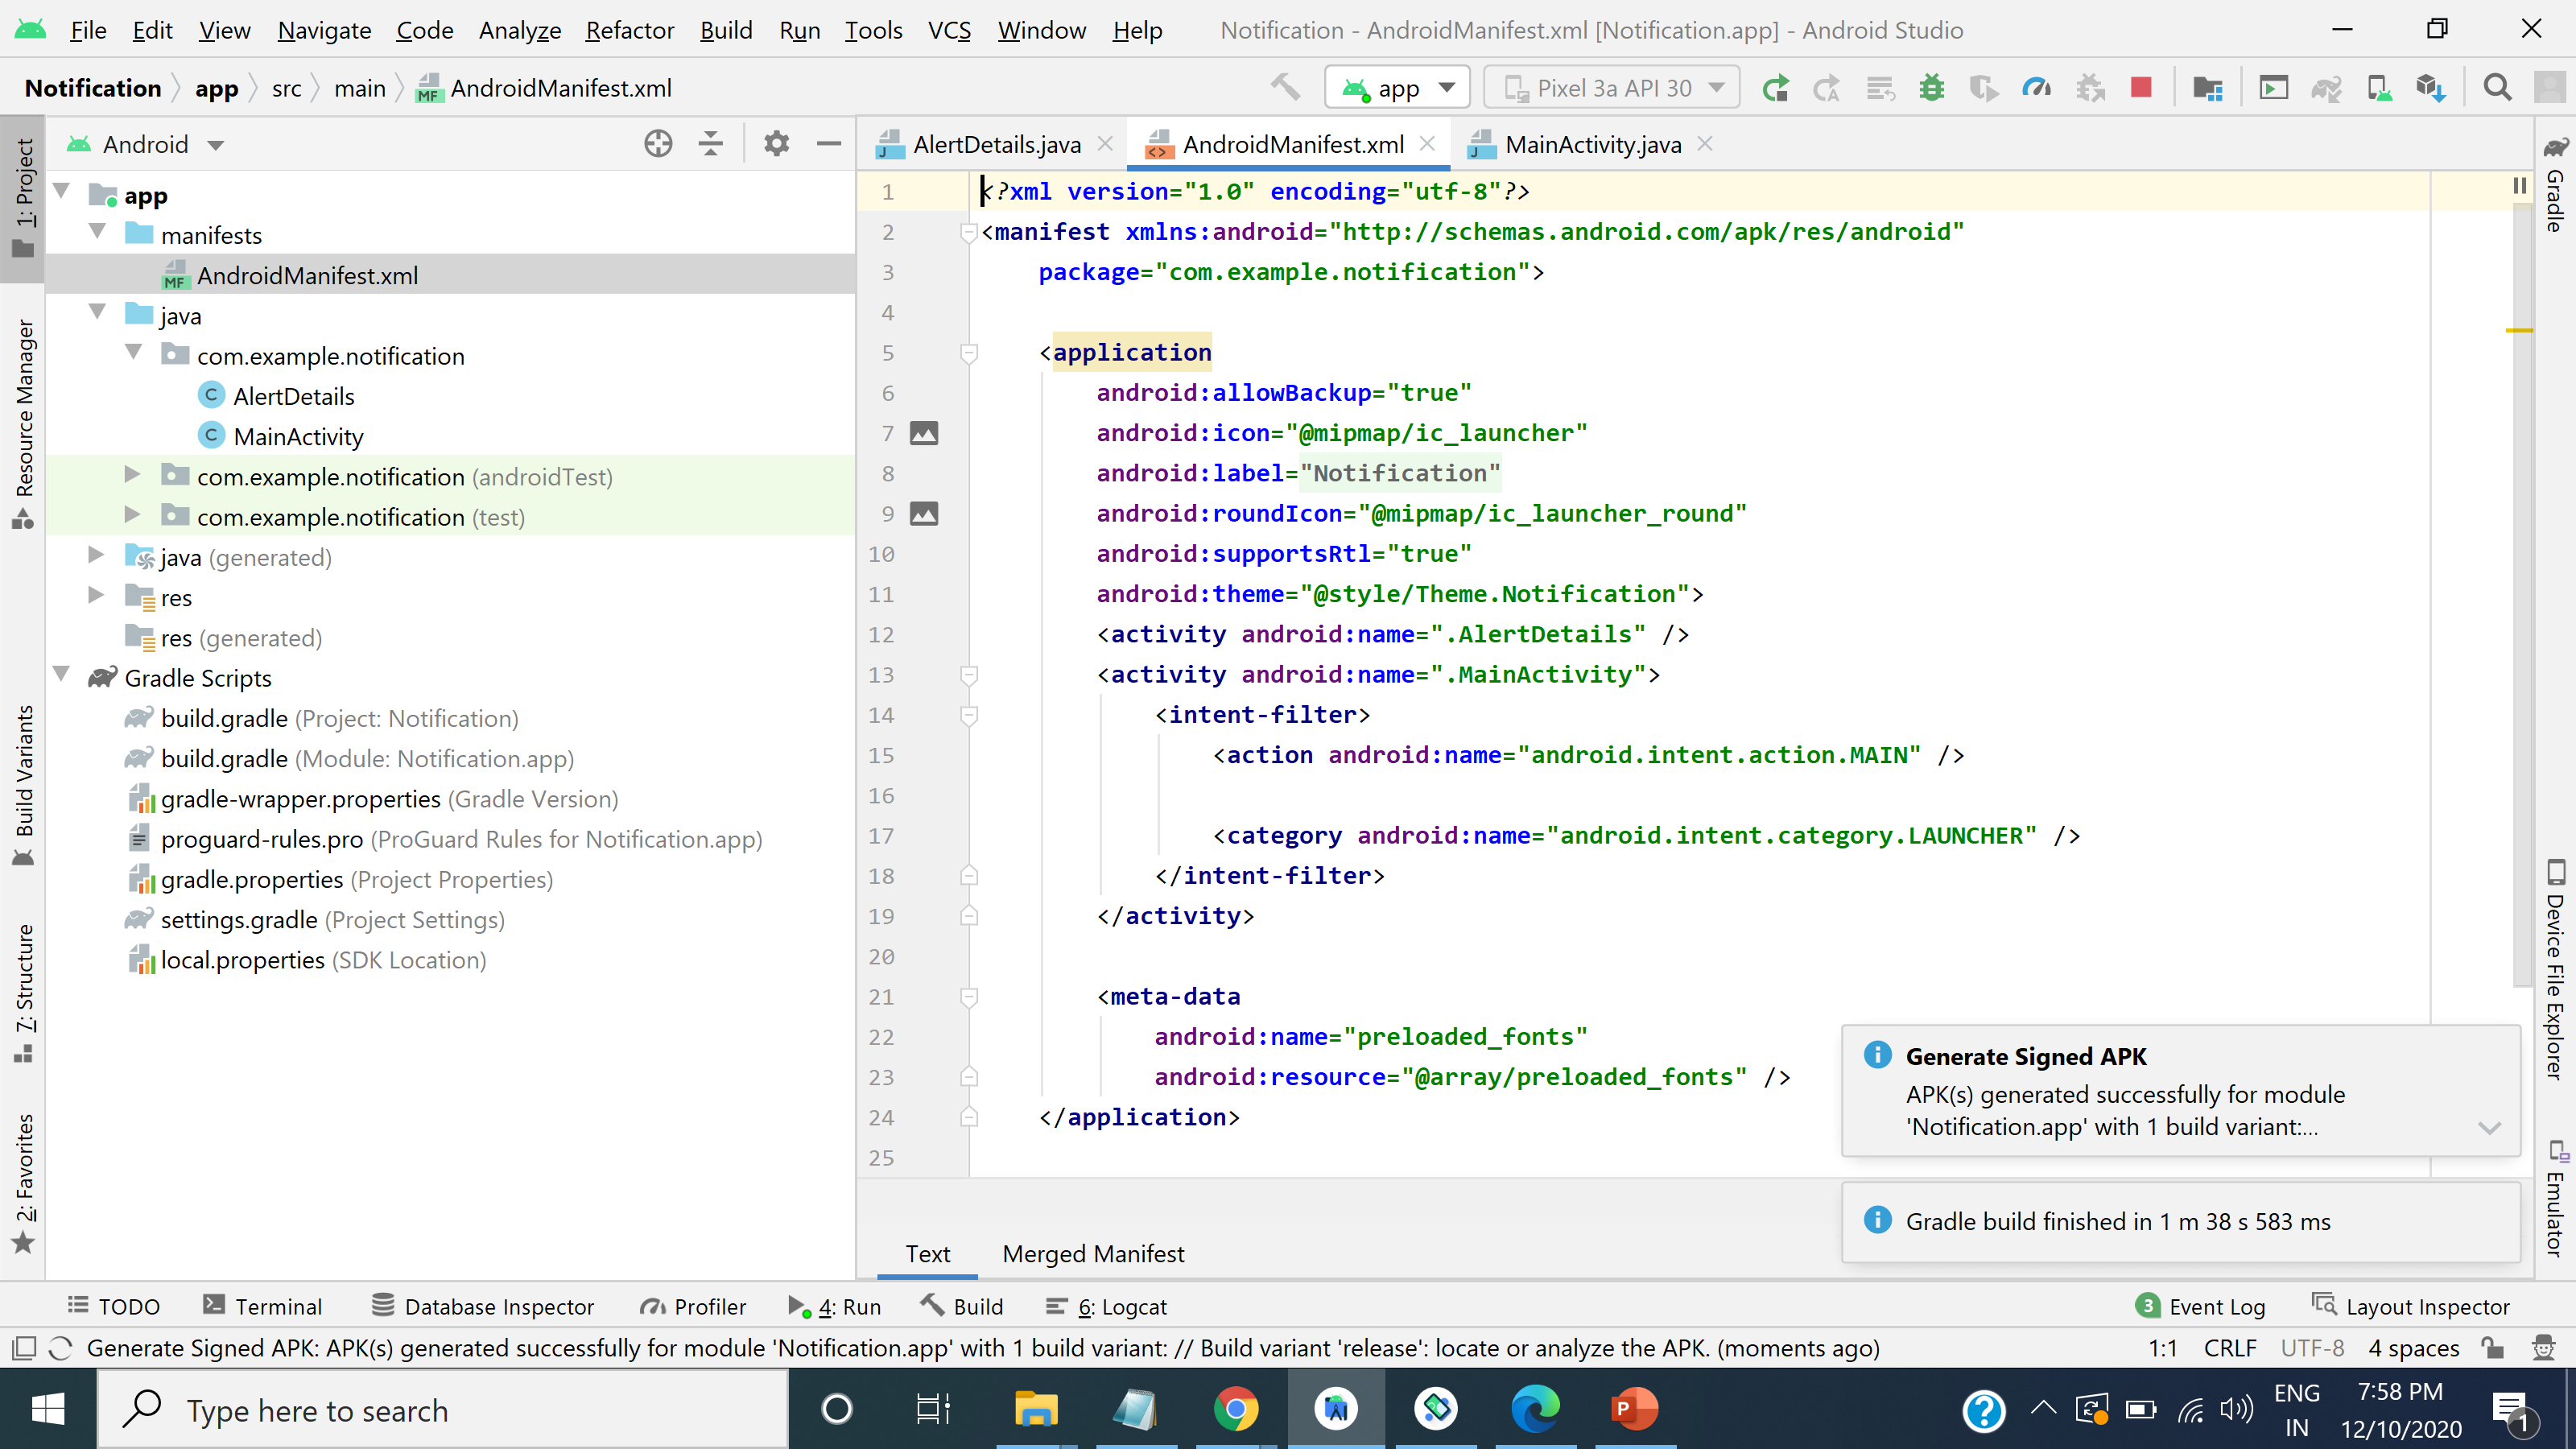 File Edit View Navigate Code Analyze Refactor Build Run Tools VCS Window Help Notification - AndroidManifest.xml [Notification.app] - Android Studio
Notification app src main AndroidManifest.xml app Pixel 3a API 30
1: Project
Resource Manager
Build Variants
7: Structure
2: Favorites
Android
app
manifests
AndroidManifest.xml
java
com.example.notification
AlertDetails
MainActivity
com.example.notification (androidTest)
com.example.notification (test)
java (generated)
res
res (generated)
Gradle Scripts
build.gradle (Project: Notification)
build.gradle (Module: Notification.app)
gradle-wrapper.properties (Gradle Version)
proguard-rules.pro (ProGuard Rules for Notification.app)
gradle.properties (Project Properties)
settings.gradle (Project Settings)
local.properties (SDK Location)
AlertDetails.java AndroidManifest.xml MainActivity.java
1 <?xml version="1.0" encoding="utf-8"?>
2 <manifest xmlns:android="http://schemas.android.com/apk/res/android"
3 package="com.example.notification">
4
5 <application
6 android:allowBackup="true"
7 android:icon="@mipmap/ic_launcher"
8 android:label="Notification"
9 android:roundIcon="@mipmap/ic_launcher_round"
10 android:supportsRtl="true"
11 android:theme="@style/Theme.Notification">
12 <activity android:name=".AlertDetails" />
13 <activity android:name=".MainActivity">
14 <intent-filter>
15 <action android:name="android.intent.action.MAIN" />
16
17 <category android:name="android.intent.category.LAUNCHER" />
18 </intent-filter>
19 </activity>
20
21 <meta-data
22 android:name="preloaded_fonts"
23 android:resource="@array/preloaded_fonts" />
24 </application>
25
Text Merged Manifest
Generate Signed APK
APK(s) generated successfully for module
'Notification.app' with 1 build variant:...
Gradle build finished in 1 m 38 s 583 ms
Gradle
Device File Explorer
Emulator
TODO Terminal Database Inspector Profiler 4: Run Build 6: Logcat 3 Event Log Layout Inspector
Generate Signed APK: APK(s) generated successfully for module 'Notification.app' with 1 build variant: // Build variant 'release': locate or analyze the APK. (moments ago) 1:1 CRLF UTF-8 4 spaces
Type here to search
ENG
IN
7:58 PM
12/10/2020
1